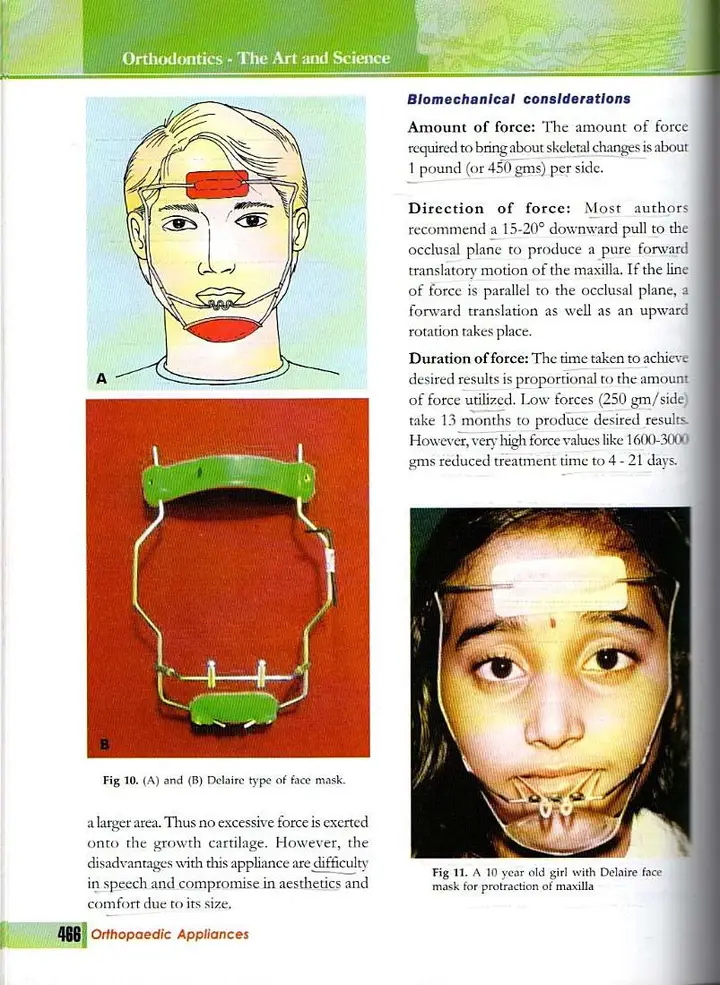 Orthodontics - The Art and Science
A
B
Fig 10. (A) and (B) Delaire type of face mask.
a larger area. Thus no excessive force is exerted
onto the growth cartilage. However, the
disadvantages with this appliance are difficulty
in speech and compromise in aesthetics and
comfort due to its size.
Biomechanical considerations
Amount of force: The amount of force
required to bring about skeletal changes is about
1 pound (or 450 gms) per side.
Direction of force: Most authors
recommend a 15-20° downward pull to the
occlusal plane to produce a pure forward
translatory motion of the maxilla. If the line
of force is parallel to the occlusal plane, a
forward translation as well as an upward
rotation takes place.
Duration of force: The time taken to achieve
desired results is proportional to the amount
of force utilized. Low forces (250 gm/side)
take 13 months to produce desired results.
However, very high force values like 1600-3000
gms reduced treatment time to 4 - 21 days.
Fig 11. A 10 year old girl with Delaire face
mask for protraction of maxilla
466 Orthopaedic Appliances